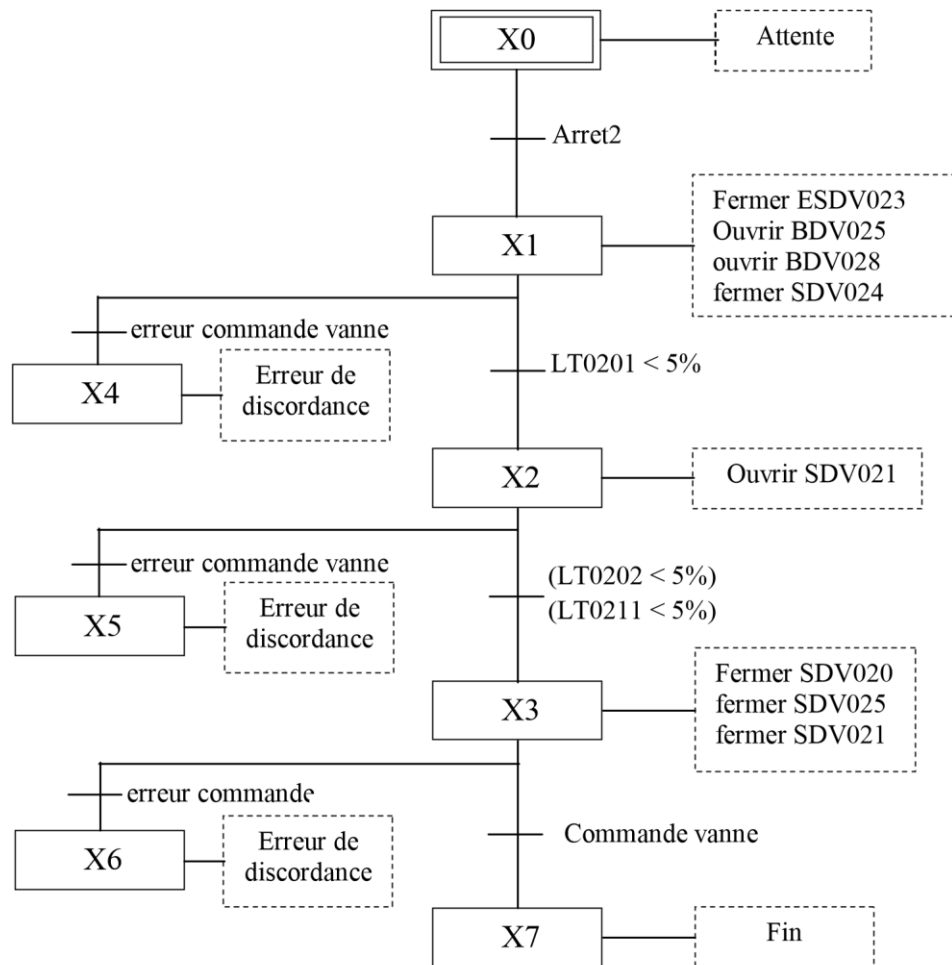 X0
Attente
Arret2
X1
Fermer ESDV023
Ouvrir BDV025
ouvrir BDV028
fermer SDV024
erreur commande vanne
LT0201 < 5%
X4
Erreur de
discordance
X2
Ouvrir SDV021
erreur commande vanne
(LT0202 < 5%)
(LT0211 < 5%)
X5
Erreur de
discordance
X3
Fermer SDV020
fermer SDV025
fermer SDV021
erreur commande
Commande vanne
X6
Erreur de
discordance
X7
Fin